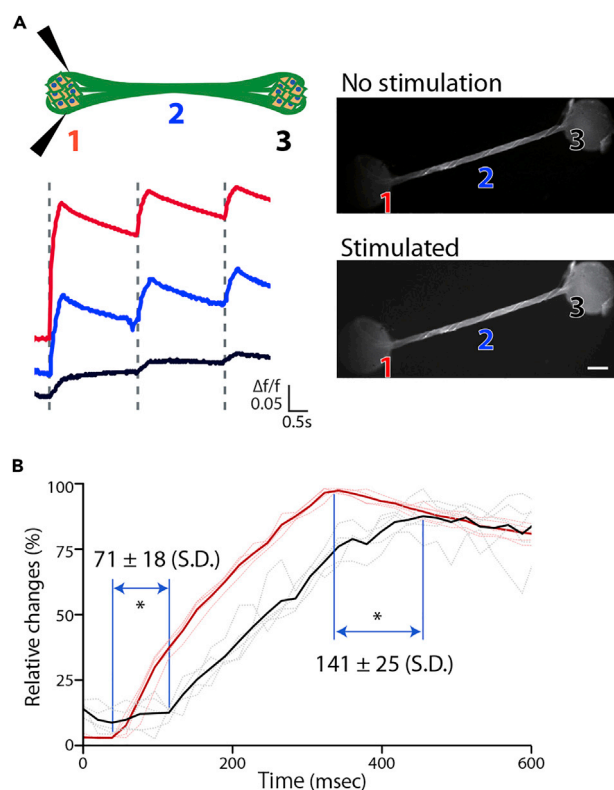 A
1
2
3
Δf/f
0.05
0.5s
No stimulation
1
2
3
Stimulated
1
2
3
B
Relative changes (%)
100
75
50
25
0
71 ± 18 (S.D.)
*
*
141 ± 25 (S.D.)
0
200
400
600
Time (msec)